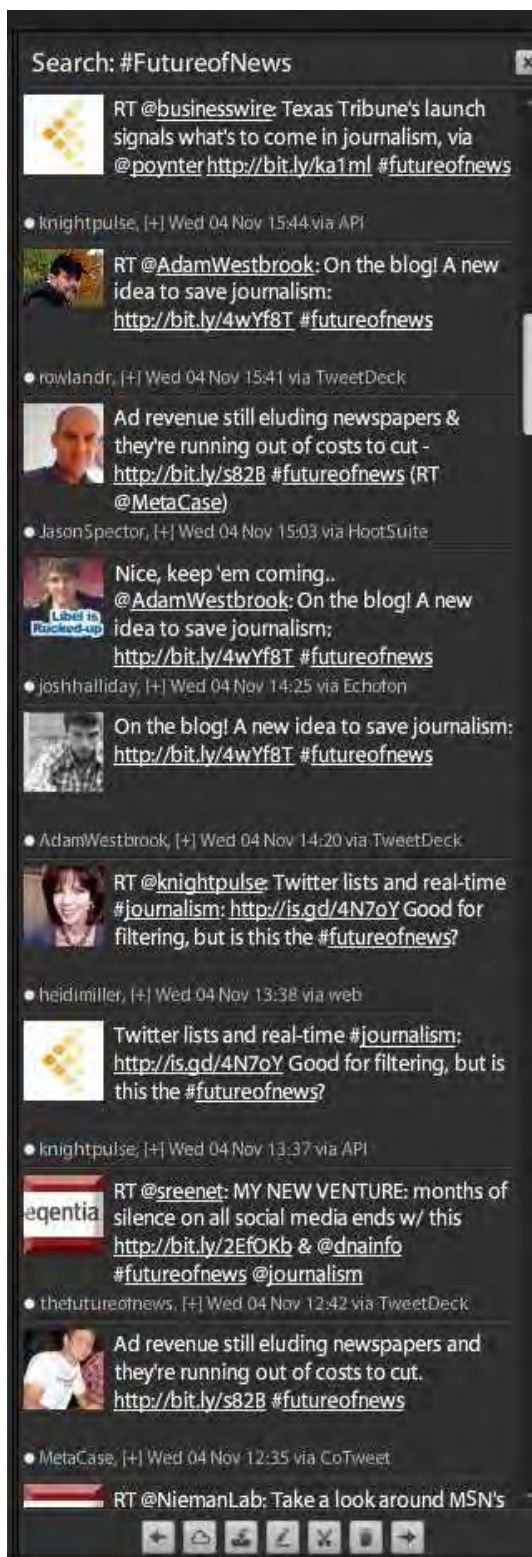 Search: #FutureofNews
RT @businesswire: Texas Tribune's launch
signals what's to come in journalism, via
@poynter http://bit.ly/ka1ml #futureofnews
knightpulse, [+] Wed 04 Nov 15:44 via API
RT @AdamWestbrook: On the blog! A new
idea to save journalism:
http://bit.ly/4wYf8T #futureofnews
rowlandr, [+] Wed 04 Nov 15:41 via TweetDeck
Ad revenue still eluding newspapers &
they're running out of costs to cut -
http://bit.ly/s82B #futureofnews (RT
@MetaCase)
JasonSpector, [+] Wed 04 Nov 15:03 via HootSuite
Libel is
Rucked-up
Nice, keep 'em coming..
@AdamWestbrook: On the blog! A new
idea to save journalism:
http://bit.ly/4wYf8T #futureofnews
joshhalliday, [+] Wed 04 Nov 14:25 via Echofon
On the blog! A new idea to save journalism:
http://bit.ly/4wYf8T #futureofnews
AdamWestbrook, [+] Wed 04 Nov 14:20 via TweetDeck
RT @knightpulse: Twitter lists and real-time
#journalism: http://is.gd/4N7oY Good for
filtering, but is this the #futureofnews?
heidimiller, [+] Wed 04 Nov 13:38 via web
Twitter lists and real-time #journalism:
http://is.gd/4N7oY Good for filtering, but is
this the #futureofnews?
knightpulse, [+] Wed 04 Nov 13:37 via API
eqentia
RT @sreenet: MY NEW VENTURE: months of
silence on all social media ends w/ this
http://bit.ly/2EfOKb & @dnainfo
#futureofnews @journalism
thefutureofnews, [+] Wed 04 Nov 12:42 via TweetDeck
Ad revenue still eluding newspapers and
they're running out of costs to cut.
http://bit.ly/s82B #futureofnews
MetaCase, [+] Wed 04 Nov 12:35 via CoTweet
RT @NiemanLab: Take a look around MSN's